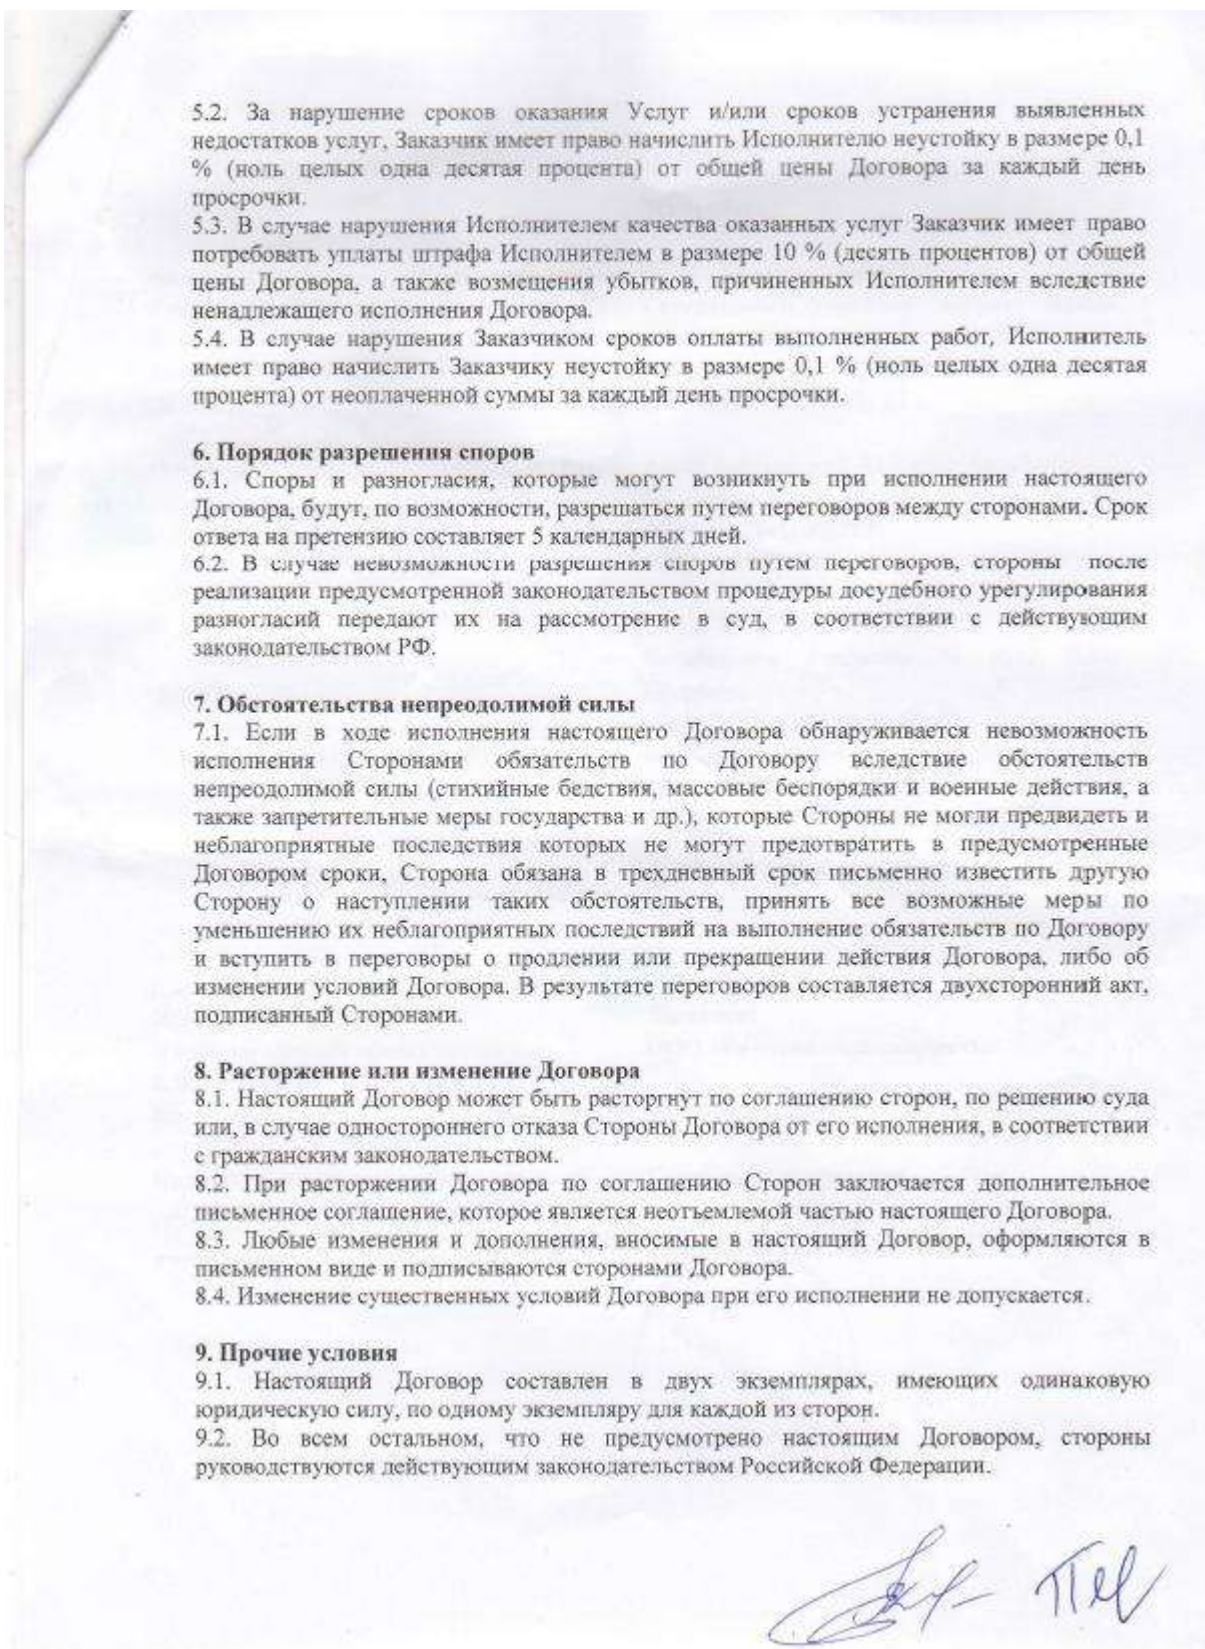 5.2. За нарушение сроков оказания Услуг и/или сроков устранения выявленных
недостатков услуг, Заказчик имеет право начислить Исполнителю неустойку в размере 0,1
% (ноль целых одна десятая процента) от общей цены Договора за каждый день
просрочки.
5.3. В случае нарушения Исполнителем качества оказанных услуг Заказчик имеет право
потребовать уплаты штрафа Исполнителем в размере 10 % (десять процентов) от общей
цены Договора, а также возмещения убытков, причиненных Исполнителем вследствие
ненадлежащего исполнения Договора.
5.4. В случае нарушения Заказчиком сроков оплаты выполненных работ, Исполнитель
имеет право начислить Заказчику неустойку в размере 0,1 % (ноль целых одна десятая
процента) от неоплаченной суммы за каждый день просрочки.
6. Порядок разрешения споров
6.1. Споры и разногласия, которые могут возникнуть при исполнении настоящего
Договора, будут, по возможности, разрешаться путем переговоров между сторонами. Срок
ответа на претензию составляет 5 календарных дней.
6.2. В случае невозможности разрешения споров путем переговоров, стороны после
реализации предусмотренной законодательством процедуры досудебного урегулирования
разногласий передают их на рассмотрение в суд, в соответствии с действующим
законодательством РФ.
7. Обстоятельства непреодолимой силы
7.1. Если в ходе исполнения настоящего Договора обнаруживается невозможность
исполнения Сторонами обязательств по Договору вследствие обстоятельств
непреодолимой силы (стихийные бедствия, массовые беспорядки и военные действия, а
также запретительные меры государства и др.), которые Стороны не могли предвидеть и
неблагоприятные последствия которых не могут предотвратить в предусмотренные
Договором сроки, Сторона обязана в трехдневный срок письменно известить другую
Сторону о наступлении таких обстоятельств, принять все возможные меры по
уменьшению их неблагоприятных последствий на выполнение обязательств по Договору
и вступить в переговоры о продлении или прекращении действия Договора, либо об
изменении условий Договора. В результате переговоров составляется двухсторонний акт,
подписанный Сторонами.
8. Расторжение или изменение Договора
8.1. Настоящий Договор может быть расторгнут по соглашению сторон, по решению суда
или, в случае одностороннего отказа Стороны Договора от его исполнения, в соответствии
с гражданским законодательством.
8.2. При расторжении Договора по соглашению Сторон заключается дополнительное
письменное соглашение, которое является неотъемлемой частью настоящего Договора.
8.3. Любые изменения и дополнения, вносимые в настоящий Договор, оформляются в
письменном виде и подписываются сторонами Договора.
8.4. Изменение существенных условий Договора при его исполнении не допускается.
9. Прочие условия
9.1. Настоящий Договор составлен в двух экземплярах, имеющих одинаковую
юридическую силу, по одному экземпляру для каждой из сторон.
9.2. Во всем остальном, что не предусмотрено настоящим Договором, стороны
руководствуются действующим законодательством Российской Федерации.